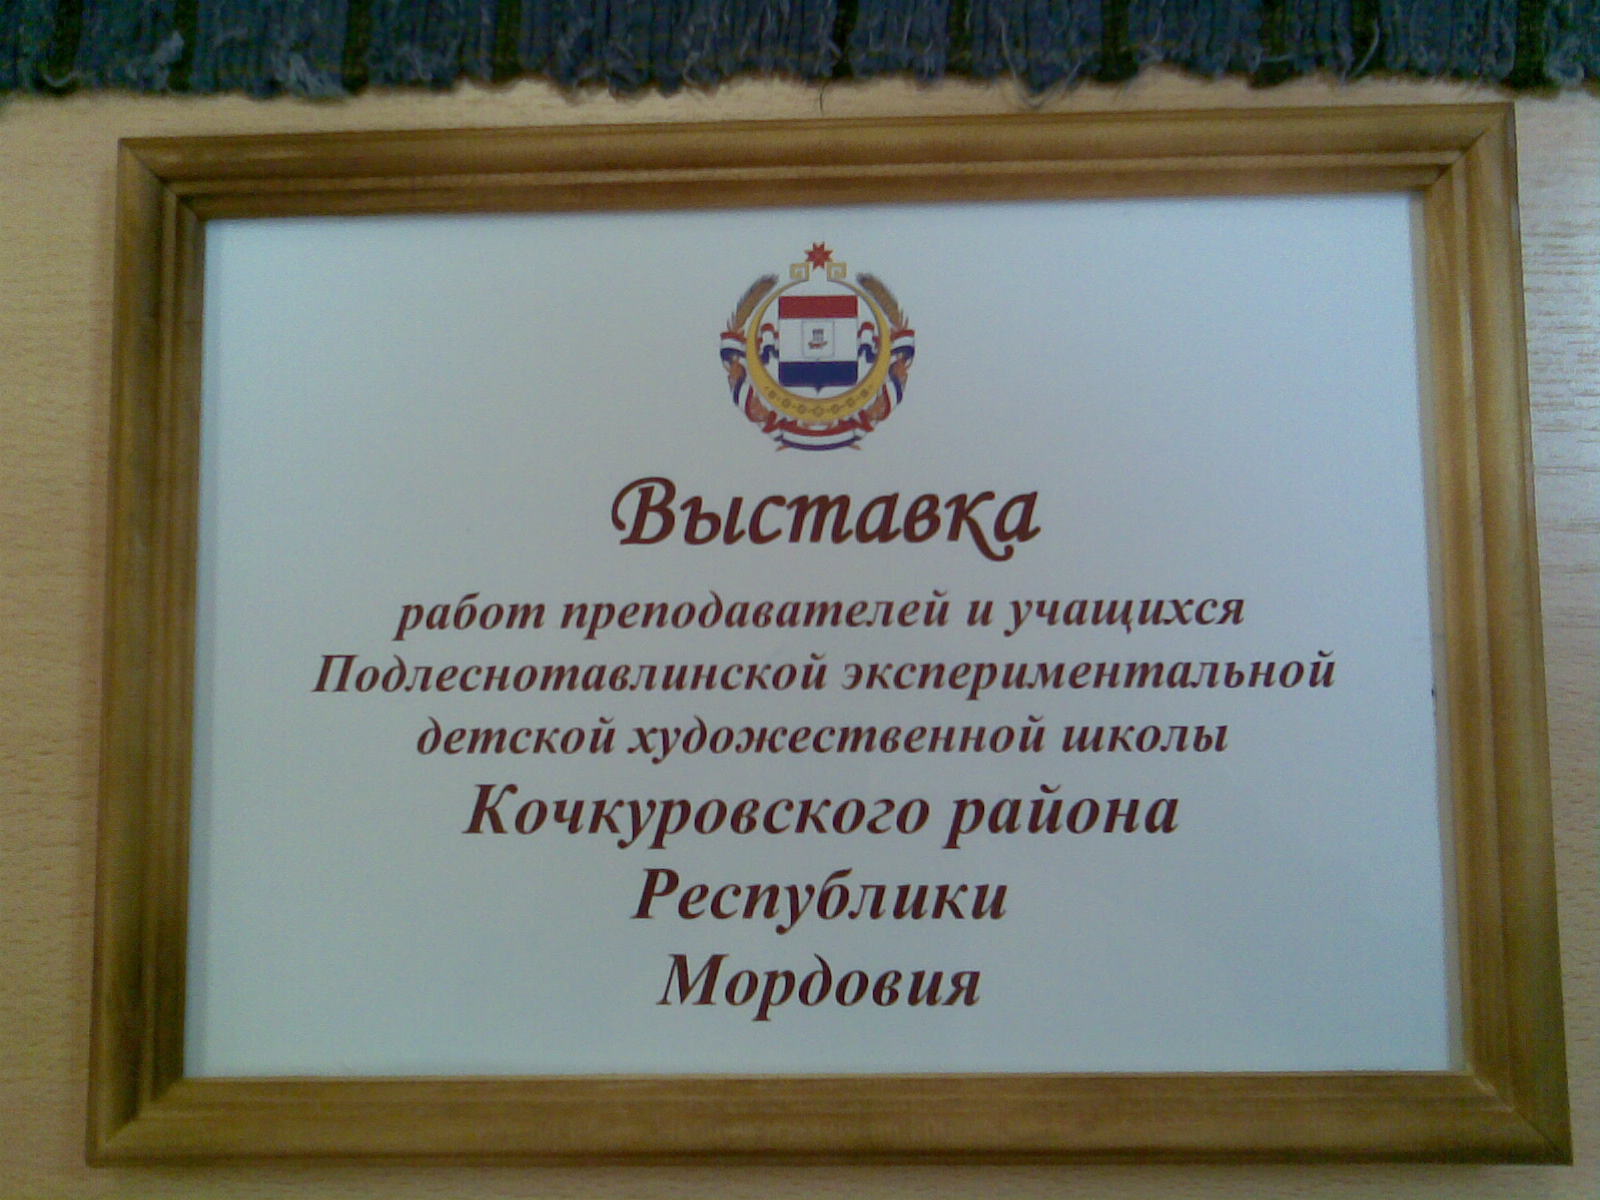 Выставка
работ преподавателей и учащихся
Подлеснотавлинской экспериментальной
детской художественной школы
Кочкуровского района
Республики
Мордовия